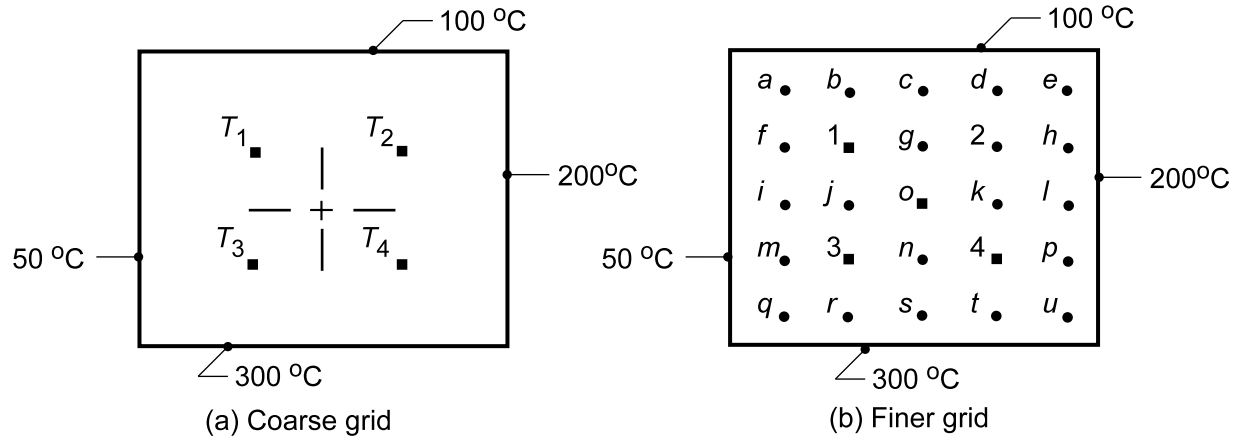 100 °C 100 °C
a b c d e
T1 T2 f 1 g 2 h
200°C i j o k l 200°C
50 °C T3 T4 50 °C m 3 n 4 p
q r s t u
300 °C 300 °C
(a) Coarse grid (b) Finer grid